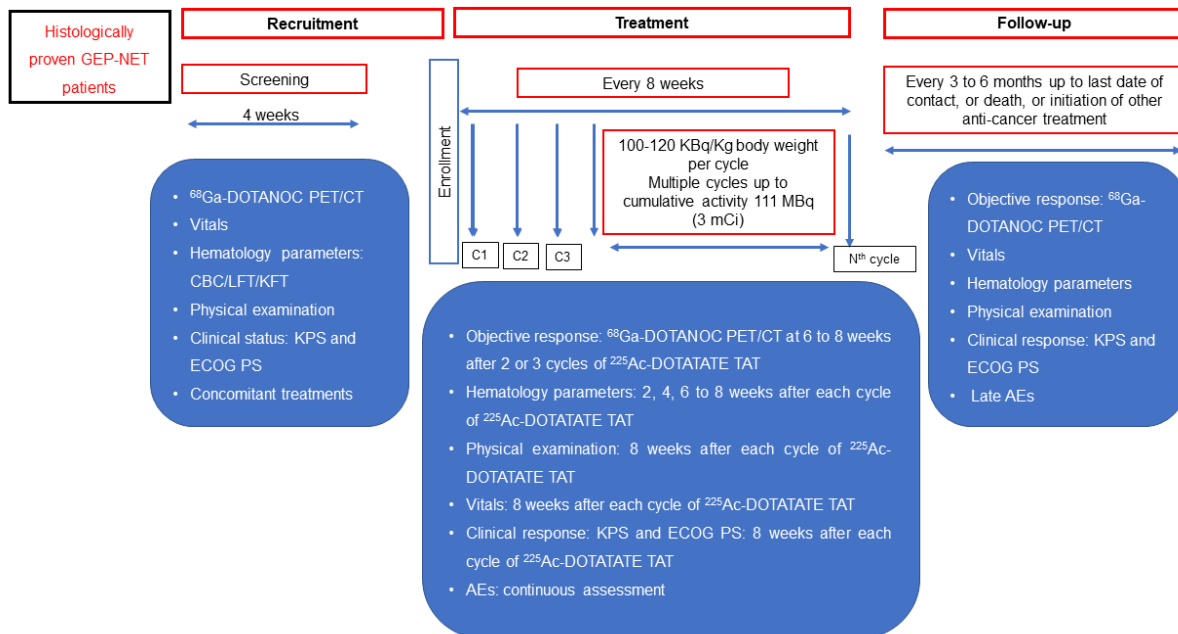 Histologically
proven GEP-NET
patients
Recruitment
Screening
4 weeks
• ⁶⁸Ga-DOTANOC PET/CT
• Vitals
• Hematology parameters:
CBC/LFT/KFT
• Physical examination
• Clinical status: KPS and
ECOG PS
• Concomitant treatments
Treatment
Enrollment
Every 8 weeks
100-120 KBq/Kg body weight
per cycle
Multiple cycles up to
cumulative activity 111 MBq
(3 mCi)
C1
C2
C3
Nᵗʰ cycle
• Objective response: ⁶⁸Ga-DOTANOC PET/CT at 6 to 8 weeks
after 2 or 3 cycles of ²²⁵Ac-DOTATATE TAT
• Hematology parameters: 2, 4, 6 to 8 weeks after each cycle
of ²²⁵Ac-DOTATATE TAT
• Physical examination: 8 weeks after each cycle of ²²⁵Ac-
DOTATATE TAT
• Vitals: 8 weeks after each cycle of ²²⁵Ac-DOTATATE TAT
• Clinical response: KPS and ECOG PS: 8 weeks after each
cycle of ²²⁵Ac-DOTATATE TAT
• AEs: continuous assessment
Follow-up
Every 3 to 6 months up to last date of
contact, or death, or initiation of other
anti-cancer treatment
• Objective response: ⁶⁸Ga-
DOTANOC PET/CT
• Vitals
• Hematology parameters
• Physical examination
• Clinical response: KPS and
ECOG PS
• Late AEs